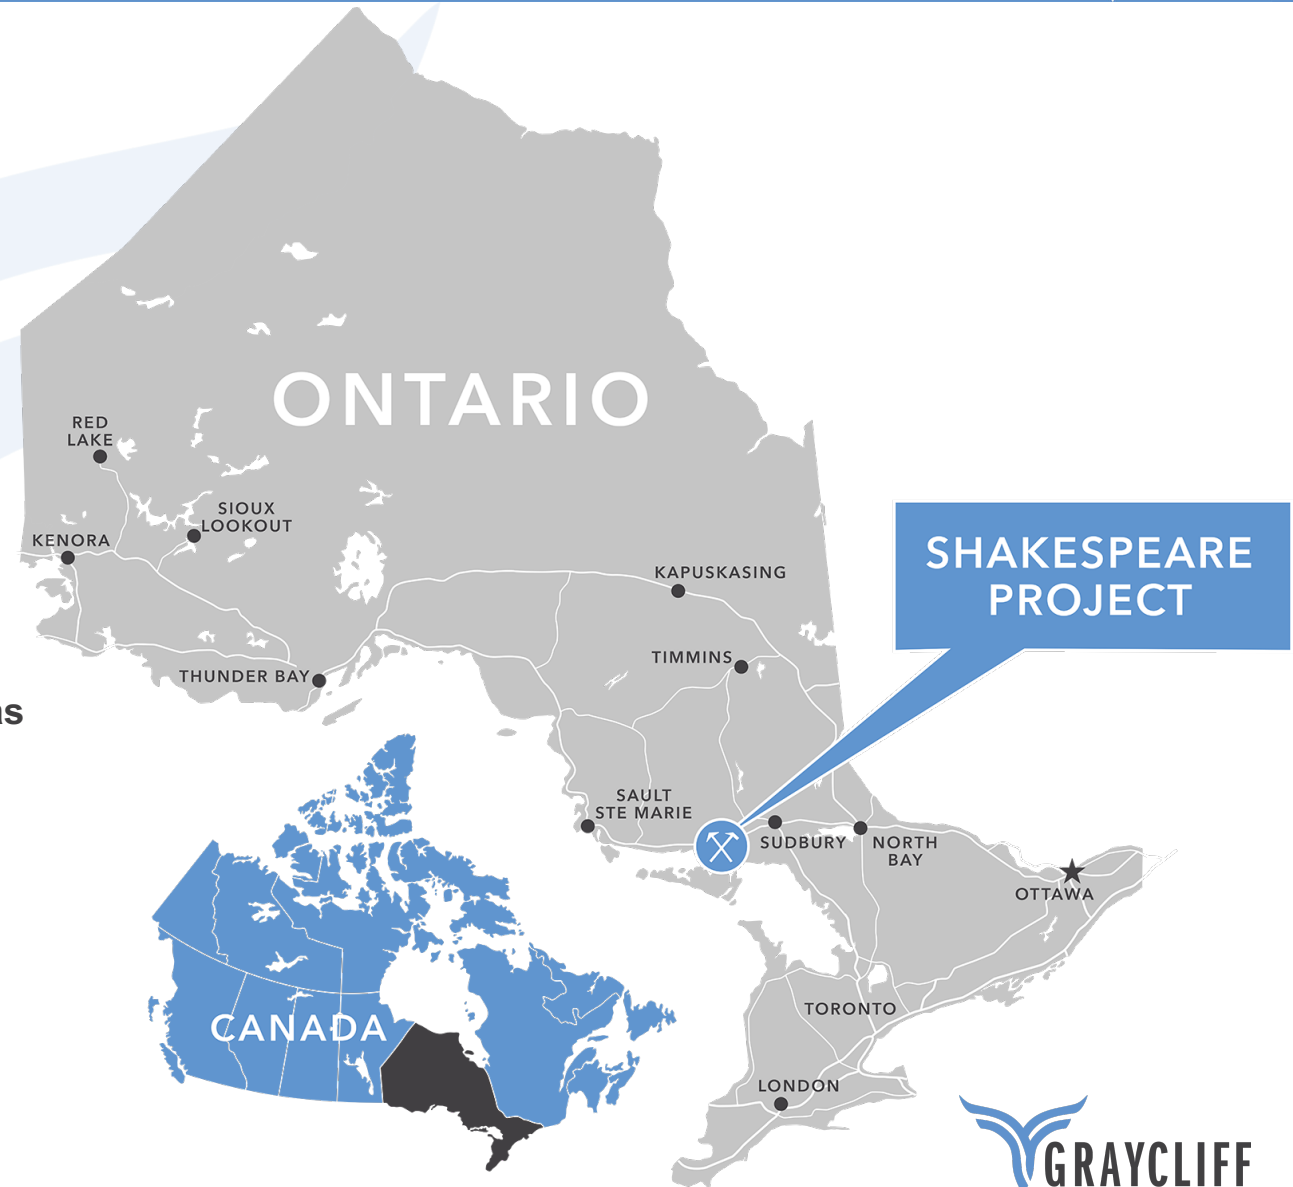 ONTARIO
RED
LAKE
SIOUX
LOOKOUT
KENORA
SHAKESPEARE
PROJECT
KAPUSKASING
TIMMINS
THUNDER BAY
as
SAULT
STE MARIE
SUDBURY
NORTH
BAY
OTTAWA
CANADA
TORONTO
LONDON
GRAYCLIFF